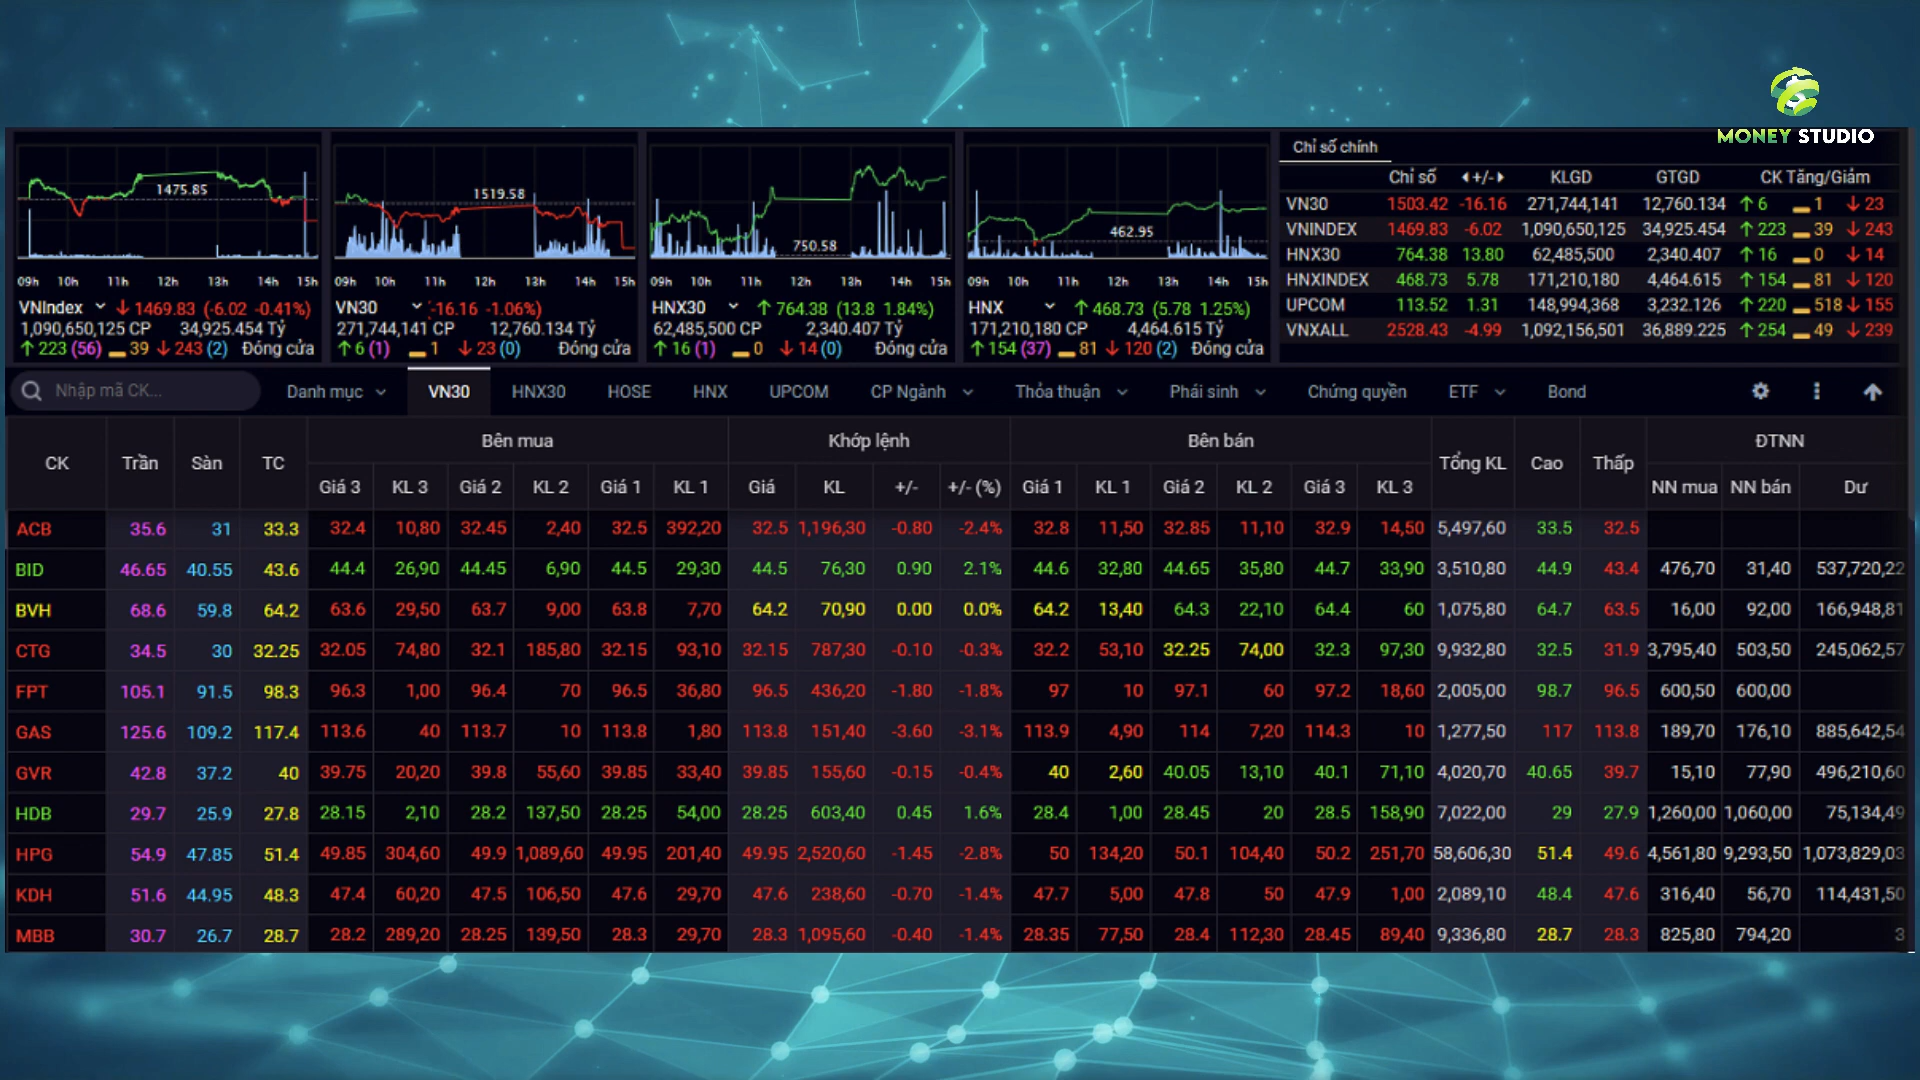 MONEY STUDIO
1475.85
09h 10h 11h 12h 13h 14h 15h
VNIndex 1469.83 (-6.02 -0.41%)
1,090,650,125 CP 34,925.454 Tỷ
223 (56) 39 243 (2) Đóng cửa
1519.58
09h 10h 11h 12h 13h 14h 15h
VN30 -16.16 -1.06%)
271,744,141 CP 12,760.134 Tỷ
6 (1) 1 23 (0) Đóng cửa
750.58
09h 10h 11h 12h 13h 14h 15h
HNX30 764.38 (13.8 1.84%)
62,485,500 CP 2,340.407 Tỷ
16 (1) 0 14 (0) Đóng cửa
462.95
09h 10h 11h 12h 13h 14h 15h
HNX 468.73 (5.78 1.25%)
171,210,180 CP 4,464.615 Tỷ
154 (37) 81 120 (2) Đóng cửa
Chỉ số chính
Chỉ số +/- KLGD GTGD CK Tăng/Giảm
VN30 1503.42 -16.16 271,744,141 12,760.134 6 1 23
VNINDEX 1469.83 -6.02 1,090,650,125 34,925.454 223 39 243
HNX30 764.38 13.80 62,485,500 2,340.407 16 0 14
HNXINDEX 468.73 5.78 171,210,180 4,464.615 154 81 120
UPCOM 113.52 1.31 148,994,368 3,232.126 220 518 155
VNXALL 2528.43 -4.99 1,092,156,501 36,889.225 254 49 239
Nhập mã CK... Danh mục VN30 HNX30 HOSE HNX UPCOM CP Ngành Thỏa thuận Phái sinh Chứng quyền ETF Bond
CK Trần Sàn TC Bên mua Khớp lệnh Bên bán Tổng KL Cao Thấp ĐTNN
Giá 3 KL 3 Giá 2 KL 2 Giá 1 KL 1 Giá KL +/- +/- (%) Giá 1 KL 1 Giá 2 KL 2 Giá 3 KL 3 NN mua NN bán Dư
ACB 35.6 31 33.3 32.4 10,80 32.45 2,40 32.5 392,20 32.5 1,196,30 -0.80 -2.4% 32.8 11,50 32.85 11,10 32.9 14,50 5,497,60 33.5 32.5
BID 46.65 40.55 43.6 44.4 26,90 44.45 6,90 44.5 29,30 44.5 76,30 0.90 2.1% 44.6 32,80 44.65 35,80 44.7 33,90 3,510,80 44.9 43.4 476,70 31,40 537,720,22
BVH 68.6 59.8 64.2 63.6 29,50 63.7 9,00 63.8 7,70 64.2 70,90 0.00 0.0% 64.2 13,40 64.3 22,10 64.4 60 1,075,80 64.7 63.5 16,00 92,00 166,948,81
CTG 34.5 30 32.25 32.05 74,80 32.1 185,80 32.15 93,10 32.15 787,30 -0.10 -0.3% 32.2 53,10 32.25 74,00 32.3 97,30 9,932,80 32.5 31.9 3,795,40 503,50 245,062,57
FPT 105.1 91.5 98.3 96.3 1,00 96.4 70 96.5 36,80 96.5 436,20 -1.80 -1.8% 97 10 97.1 60 97.2 18,60 2,005,00 98.7 96.5 600,50 600,00
GAS 125.6 109.2 117.4 113.6 40 113.7 10 113.8 1,80 113.8 151,40 -3.60 -3.1% 113.9 4,90 114 7,20 114.3 10 1,277,50 117 113.8 189,70 176,10 885,642,54
GVR 42.8 37.2 40 39.75 20,20 39.8 55,60 39.85 33,40 39.85 155,60 -0.15 -0.4% 40 2,60 40.05 13,10 40.1 71,10 4,020,70 40.65 39.7 15,10 77,90 496,210,60
HDB 29.7 25.9 27.8 28.15 2,10 28.2 137,50 28.25 54,00 28.25 603,40 0.45 1.6% 28.4 1,00 28.45 20 28.5 158,90 7,022,00 29 27.9 1,260,00 1,060,00 75,134,49
HPG 54.9 47.85 51.4 49.85 304,60 49.9 1,089,60 49.95 201,40 49.95 2,520,60 -1.45 -2.8% 50 134,20 50.1 104,40 50.2 251,70 58,606,30 51.4 49.6 4,561,80 9,293,50 1,073,829,03
KDH 51.6 44.95 48.3 47.4 60,20 47.5 106,50 47.6 29,70 47.6 238,60 -0.70 -1.4% 47.7 5,00 47.8 50 47.9 1,00 2,089,10 48.4 47.6 316,40 56,70 114,431,50
MBB 30.7 26.7 28.7 28.2 289,20 28.25 139,50 28.3 29,70 28.3 1,095,60 -0.40 -1.4% 28.35 77,50 28.4 112,30 28.45 89,40 9,336,80 28.7 28.3 825,80 794,20 3